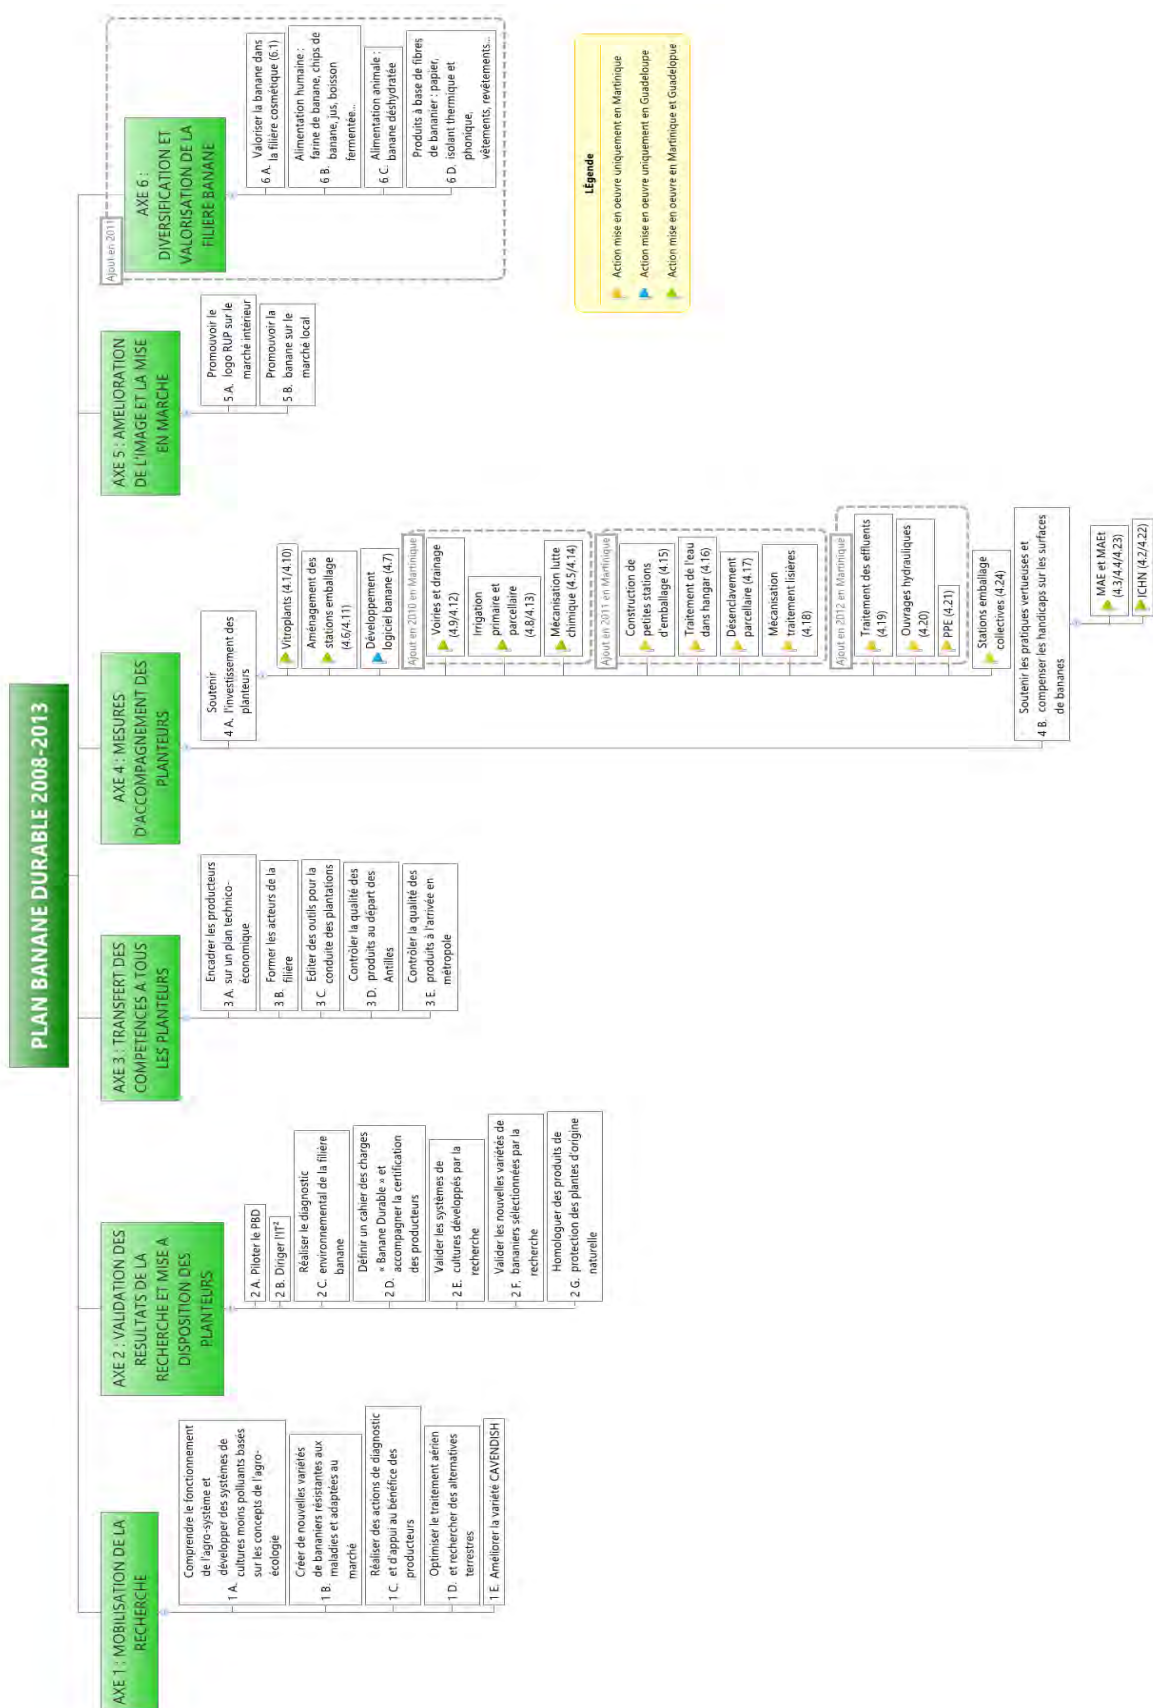 PLAN BANANE DURABLE 2008-2013
AXE 1 : MOBILISATION DE LA
RECHERCHE
Comprendre le fonctionnement
de l'agro-système et
développer des systèmes de
1 A. cultures moins polluants basés
sur les concepts de l'agro-
écologie
Créer de nouvelles variétés
1 B. de bananiers résistantes aux
maladies et adaptées au
marché
Réaliser des actions de diagnostic
1 C. et d'appui au bénéfice des
producteurs
Optimiser le traitement aérien
1 D. et rechercher des alternatives
terrestres
1 E. Améliorer la variété CAVENDISH
AXE 2 : VALIDATION DES
RESULTATS DE LA
RECHERCHE ET MISE A
DISPOSITION DES
PLANTEURS
2 A. Piloter le PBD
2 B. Diriger l'IT²
Réaliser le diagnostic
2 C. environnemental de la filière
banane
Définir un cahier des charges
2 D. « Banane Durable » et
accompagner la certification
des producteurs
Valider les systèmes de
2 E. cultures développés par la
recherche
Valider les nouvelles variétés de
2 F. bananiers sélectionnées par la
recherche
Homologuer des produits de
2 G. protection des plantes d'origine
naturelle
AXE 3 : TRANSFERT DES
COMPETENCES A TOUS
LES PLANTEURS
Encadrer les producteurs
3 A. sur un plan technico-
économique
3 B. Former les acteurs de la
filière
3 C. Editer des outils pour la
conduite des plantations
Contrôler la qualité des
3 D. produits au départ des
Antilles
Contrôler la qualité des
3 E. produits à l'arrivée en
métropole
AXE 4 : MESURES
D'ACCOMPAGNEMENT DES
PLANTEURS
Soutenir
4 A. l'investissement des
planteurs
Vitroplants (4.1/4.10)
Aménagement des
stations emballage
(4.6/4.11)
Développement
logiciel banane (4.7)
Ajout en 2010 en Martinique
Voiries et drainage
(4.9/4.12)
Irrigation
primaire et
parcellaire
(4.8/4.13)
Mécanisation lutte
chimique (4.5/4.14)
Ajout en 2011 en Martinique
Construction de
petites stations
d'emballage (4.15)
Traitement de l'eau
dans hangar (4.16)
Désenclavement
parcellaire (4.17)
Mécanisation
traitement lisières
(4.18)
Ajout en 2012 en Martinique
Traitement des effluents
(4.19)
Ouvrages hydrauliques
(4.20)
PPE (4.21)
Stations emballage
collectives (4.24)
Soutenir les pratiques vertueuses et
4 B. compenser les handicaps sur les surfaces
de bananes
MAE et MAEt
(4.3/4.4/4.23)
ICHN (4.2/4.22)
AXE 5 : AMELIORATION
DE L'IMAGE ET LA MISE
EN MARCHE
Promouvoir le
5 A. logo RUP sur le
marché intérieur
Promouvoir la
5 B. banane sur le
marché local
Ajout en 2011
AXE 6 :
DIVERSIFICATION ET
VALORISATION DE LA
FILIERE BANANE
6 A. Valoriser la banane dans
la filière cosmétique (6.1)
Alimentation humaine :
6 B. farine de banane, chips de
banane, jus, boisson
fermentée...
6 C. Alimentation animale :
banane déshydratée
Produits à base de fibres
de bananier : papier,
6 D. isolant thermique et
phonique,
vêtements, revêtements...
Légende
Action mise en oeuvre uniquement en Martinique
Action mise en oeuvre uniquement en Guadeloupe
Action mise en oeuvre en Martinique et Guadeloupue